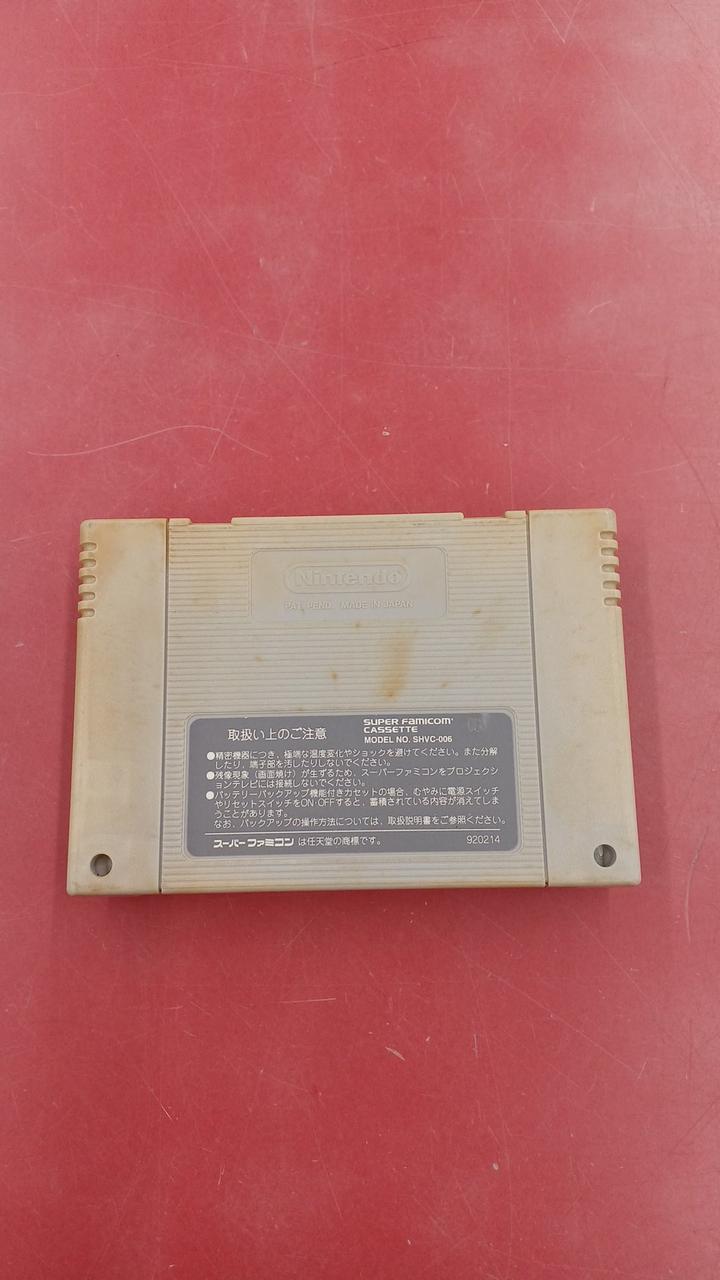 Nintendo
PAT. PEND. MADE IN JAPAN
取扱い上のご注意
SUPER FAMICOM
CASSETTE
MODEL NO. SHVC-006
●精密機器につき、極端な温度変化やショックを避けてください。また分解
したり、端子部を汚したりしないでください。
●残像現象（画面焼け）が生ずるため、スーパーファミコンをプロジェクシ
ョンテレビには接続しないでください。
●バッテリーバックアップ機能付きカセットの場合、むやみに電源スイッチ
やリセットスイッチをON・OFFすると、蓄積されている内容が消えてしま
うことがあります。
なお、バックアップの操作方法については、取扱説明書をご参照ください。
スーパーファミコン は任天堂の商標です。
920214